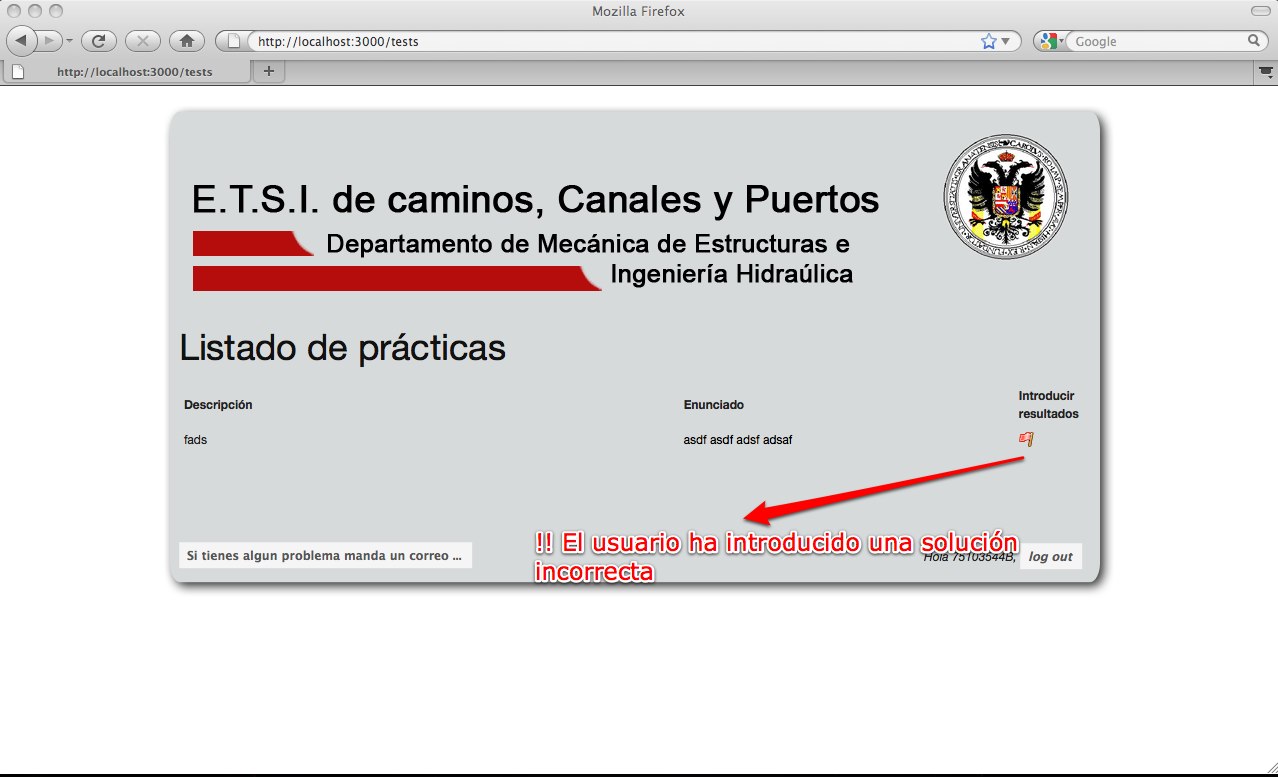 Mozilla Firefox
http://localhost:3000/tests
Google
http://localhost:3000/tests
E.T.S.I. de caminos, Canales y Puertos
Departamento de Mecánica de Estructuras e
Ingeniería Hidraúlica
Listado de prácticas
Descripción
Enunciado
Introducir
resultados
fads
asdf asdf adsf adsaf
!! El usuario ha introducido una solución
incorrecta
Si tienes algun problema manda un correo ...
Hola 75103544B,
log out